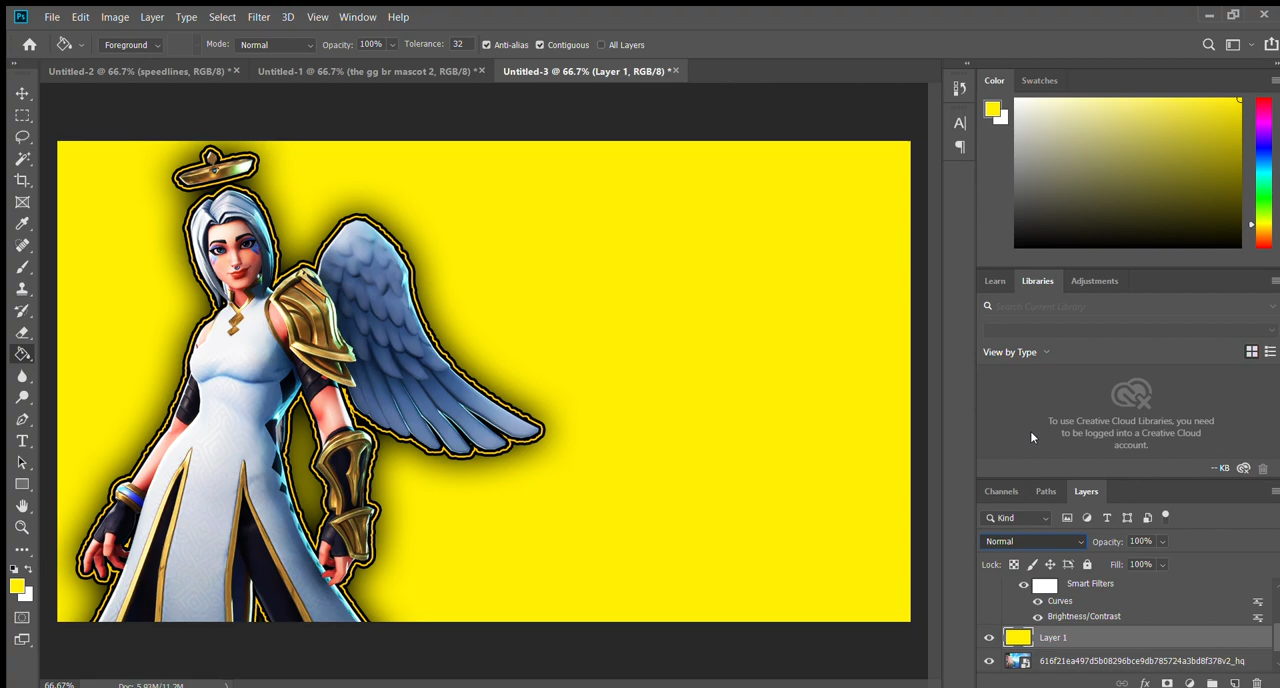 Ps File Edit Image Layer Type Select Filter 3D View Window Help
Foreground Mode: Normal Opacity: 100% Tolerance: 32 Anti-alias Contiguous All Layers
Untitled-2 @ 66.7% (speedlines, RGB/8) * Untitled-1 @ 66.7% (the gg br mascot 2, RGB/8) * Untitled-3 @ 66.7% (Layer 1, RGB/8) *
Color Swatches
Learn Libraries Adjustments
Search Current Library
View by Type
To use Creative Cloud Libraries, you need
to be logged into a Creative Cloud
account.
-- KB
Channels Paths Layers
Kind
Normal Opacity: 100%
Lock: Fill: 100%
Smart Filters
Curves
Brightness/Contrast
Layer 1
616f21ea497d5b08296bce9db785724a3bd8f378v2_hq
fx
66.67% Doc: 5.93M/11.2M